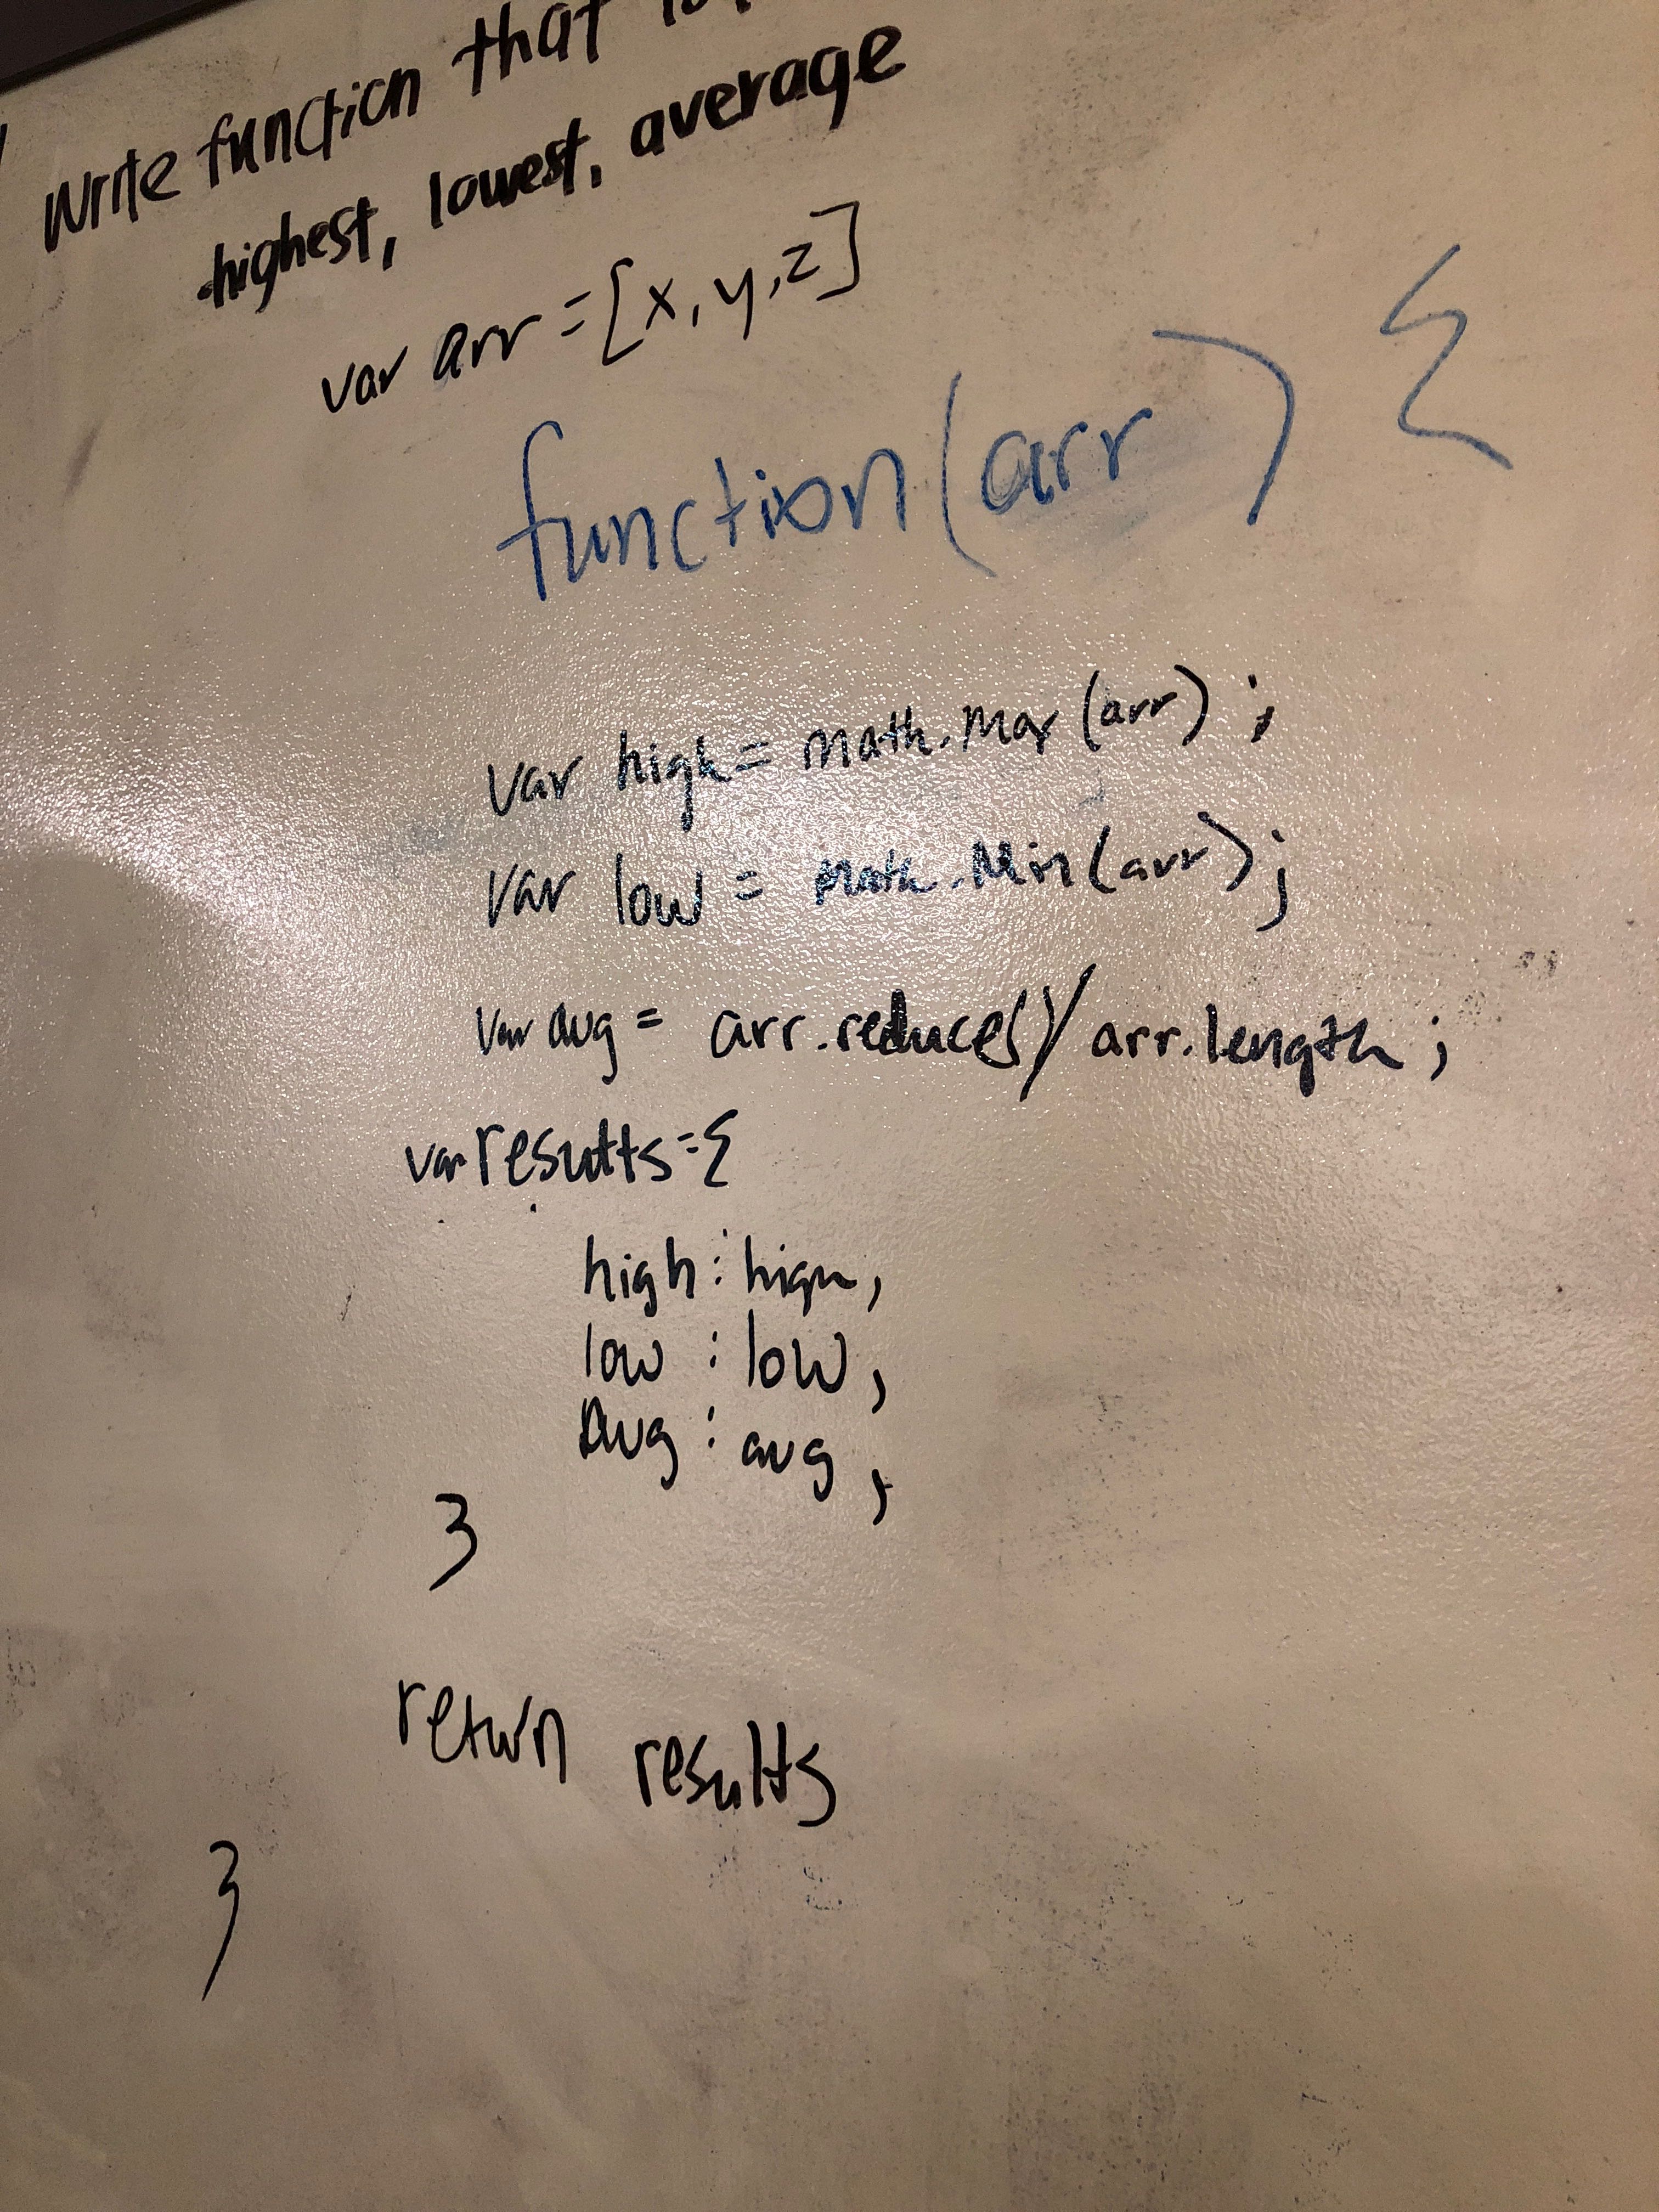 Write function that
highest, lowest, average
var arr = [x, y, z]
function(arr) {
var high = math.max(arr);
var low = math.Min(arr);
var avg = arr.reduce()/arr.length;
var results = {
high: high,
low : low,
avg : avg,
}
return results
}